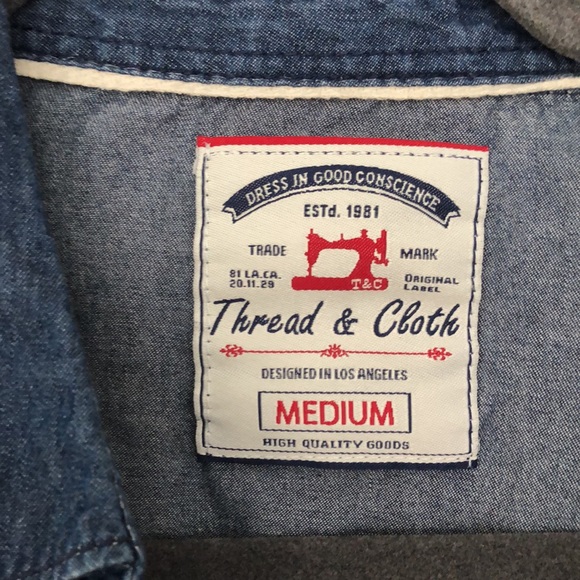 DRESS IN GOOD CONSCIENCE
ESTd. 1981
TRADE MARK
81 LA.CA. ORIGINAL
20.11.29 LABEL
T&C
Thread & Cloth
DESIGNED IN LOS ANGELES
MEDIUM
HIGH QUALITY GOODS